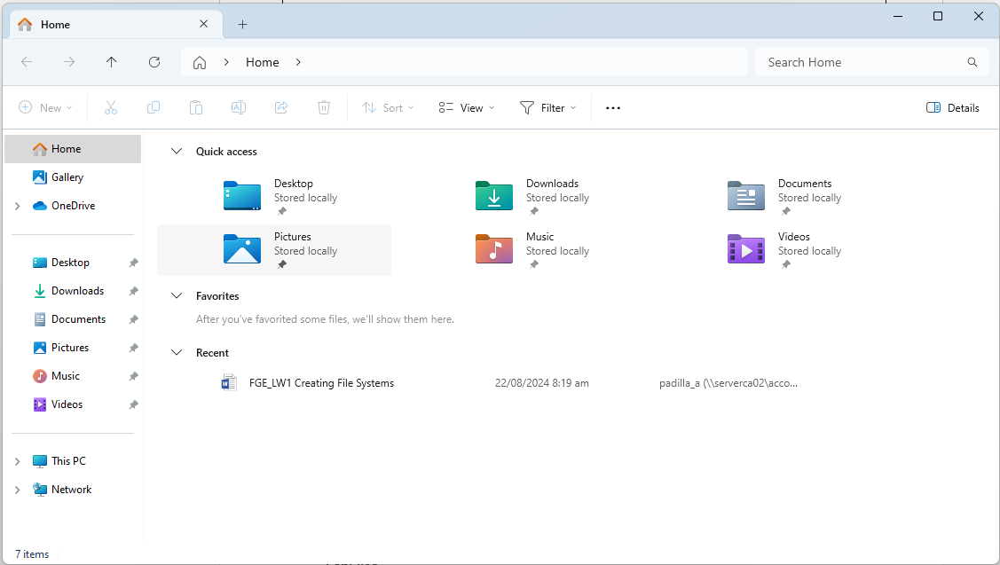 Home
Home
Search Home
New
Sort
View
Filter
Details
Home
Gallery
OneDrive
Desktop
Downloads
Documents
Pictures
Music
Videos
This PC
Network
Quick access
Desktop
Stored locally
Downloads
Stored locally
Documents
Stored locally
Pictures
Stored locally
Music
Stored locally
Videos
Stored locally
Favorites
After you've favorited some files, we'll show them here.
Recent
FGE_LW1 Creating File Systems 22/08/2024 8:19 am padilla_a (\\serverca02\acco...
7 items